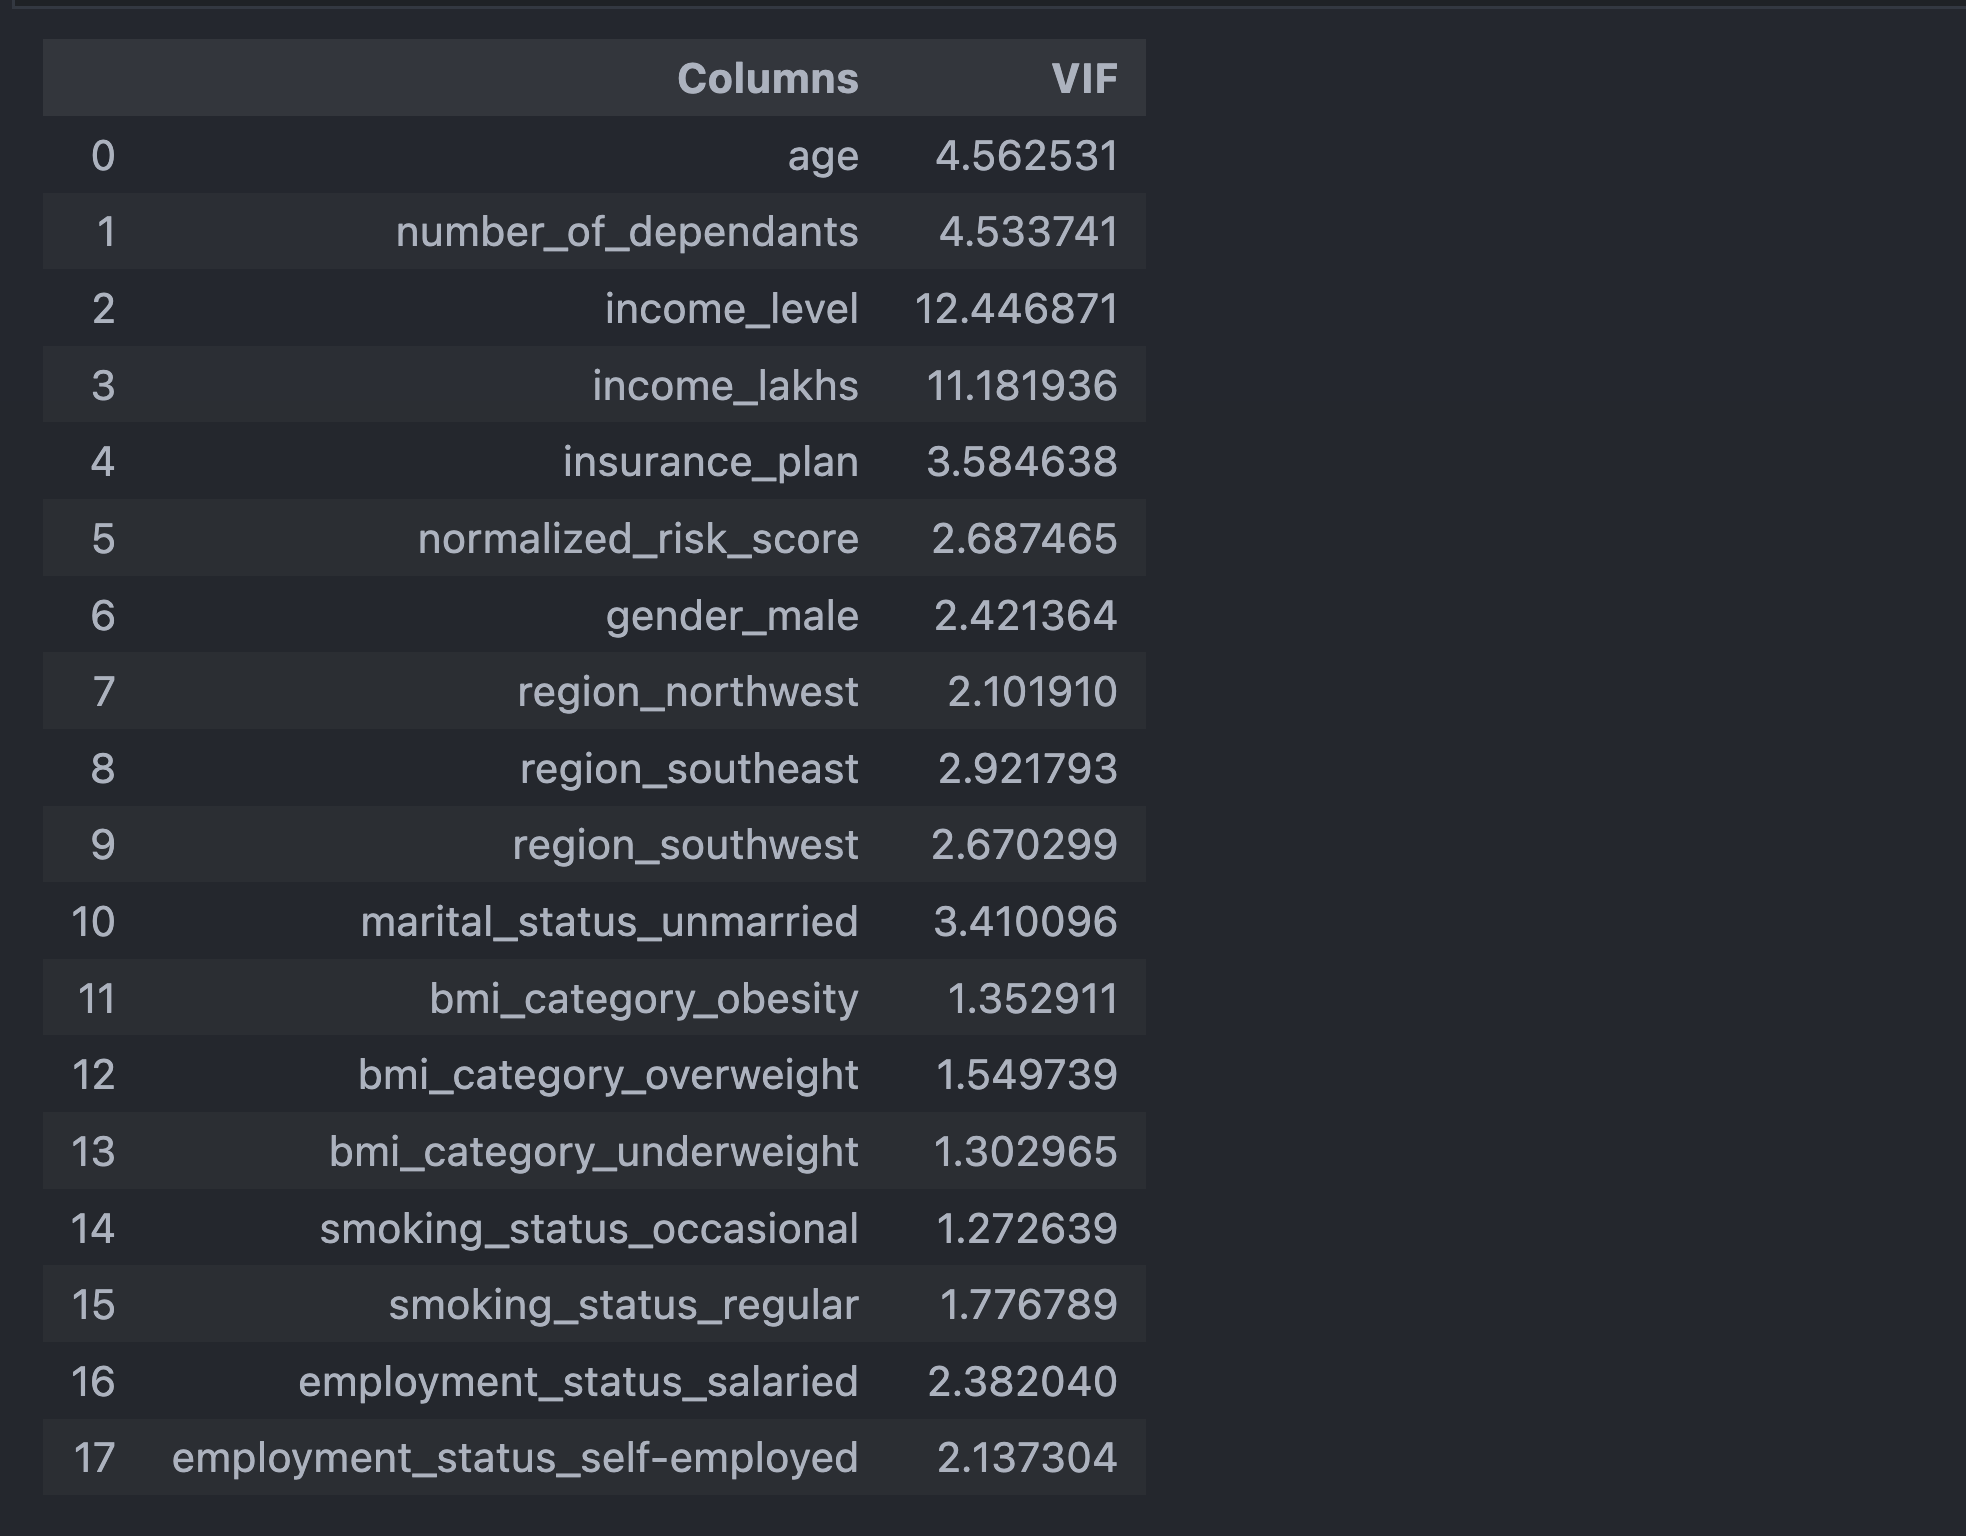 Columns VIF
0 age 4.562531
1 number_of_dependants 4.533741
2 income_level 12.446871
3 income_lakhs 11.181936
4 insurance_plan 3.584638
5 normalized_risk_score 2.687465
6 gender_male 2.421364
7 region_northwest 2.101910
8 region_southeast 2.921793
9 region_southwest 2.670299
10 marital_status_unmarried 3.410096
11 bmi_category_obesity 1.352911
12 bmi_category_overweight 1.549739
13 bmi_category_underweight 1.302965
14 smoking_status_occasional 1.272639
15 smoking_status_regular 1.776789
16 employment_status_salaried 2.382040
17 employment_status_self-employed 2.137304